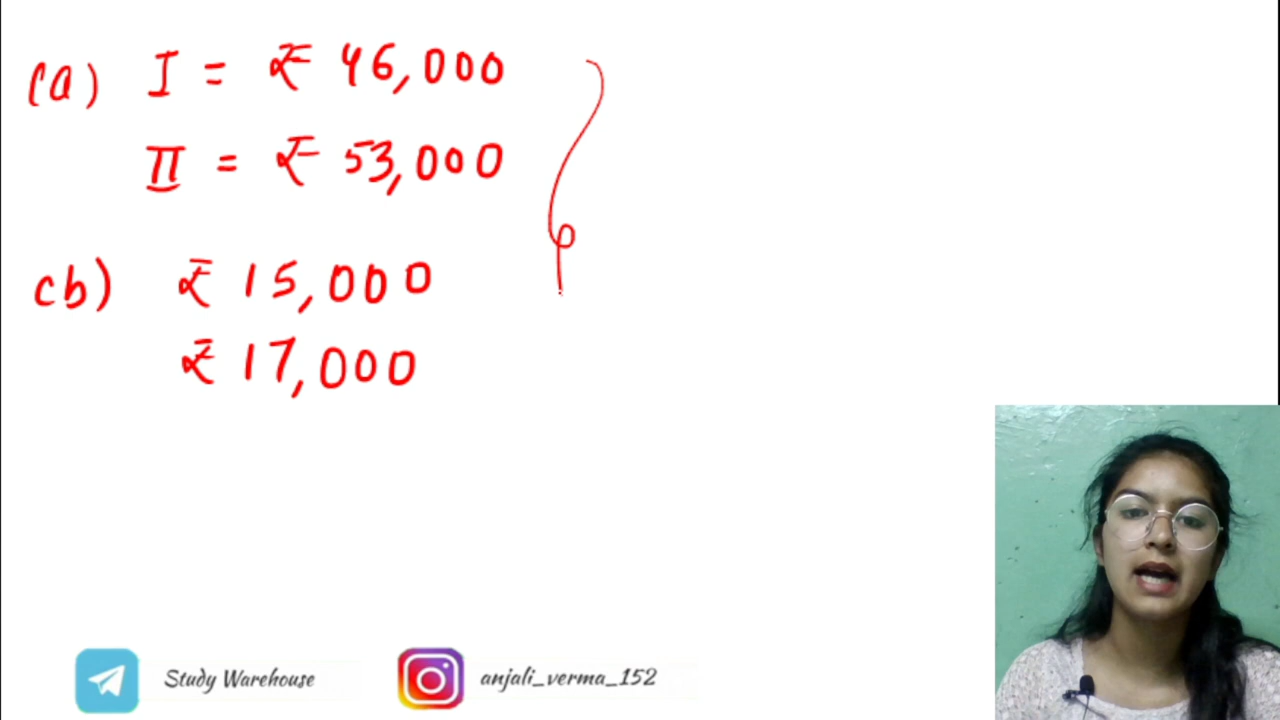 (a) I = ₹ 46,000
II = ₹ 53,000
(b) ₹ 15,000
₹ 17,000
Study Warehouse
anjali_verma_152